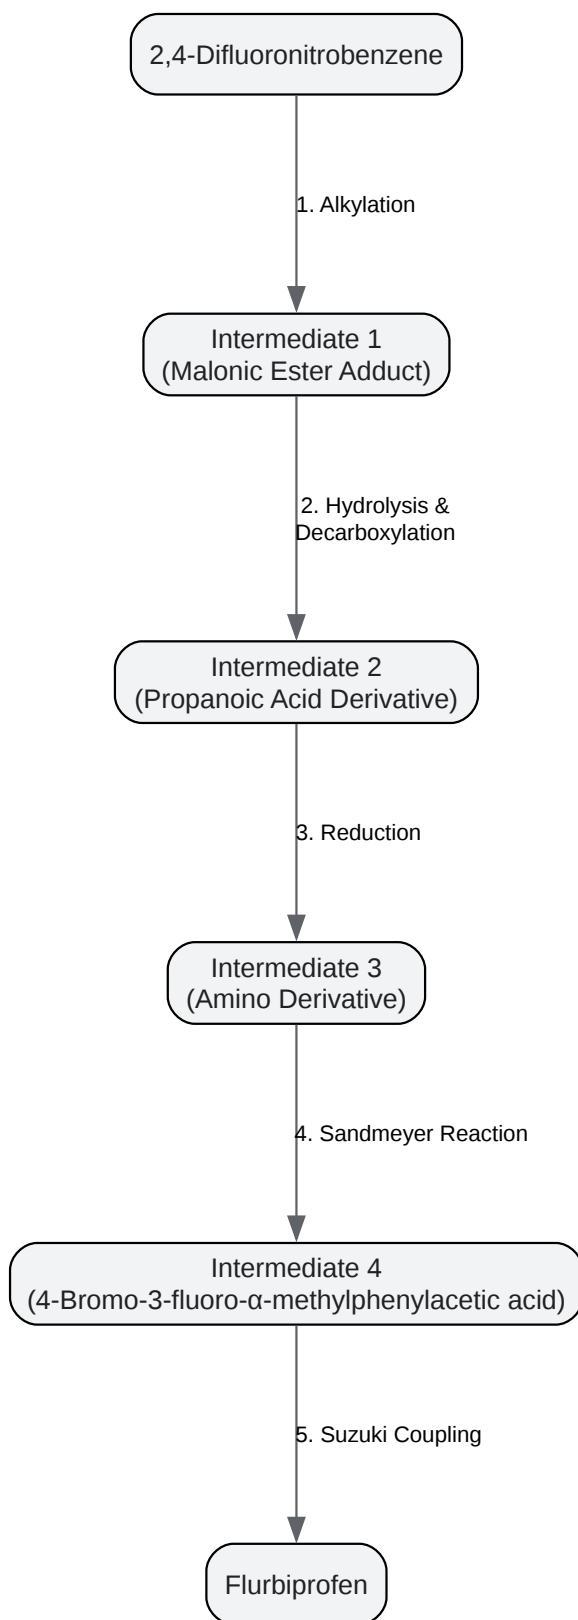 2,4-Difluoronitrobenzene
1. Alkylation
Intermediate 1
(Malonic Ester Adduct)
2. Hydrolysis &
Decarboxylation
Intermediate 2
(Propanoic Acid Derivative)
3. Reduction
Intermediate 3
(Amino Derivative)
4. Sandmeyer Reaction
Intermediate 4
(4-Bromo-3-fluoro-α-methylphenylacetic acid)
5. Suzuki Coupling
Flurbiprofen